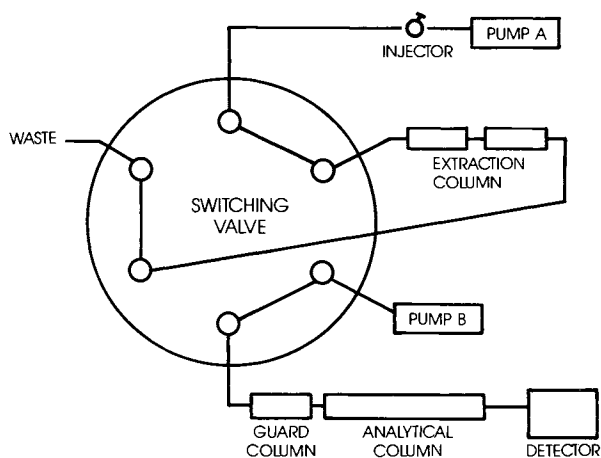 PUMP A
INJECTOR
WASTE
EXTRACTION
COLUMN
SWITCHING
VALVE
PUMP B
GUARD
COLUMN
ANALYTICAL
COLUMN
DETECTOR